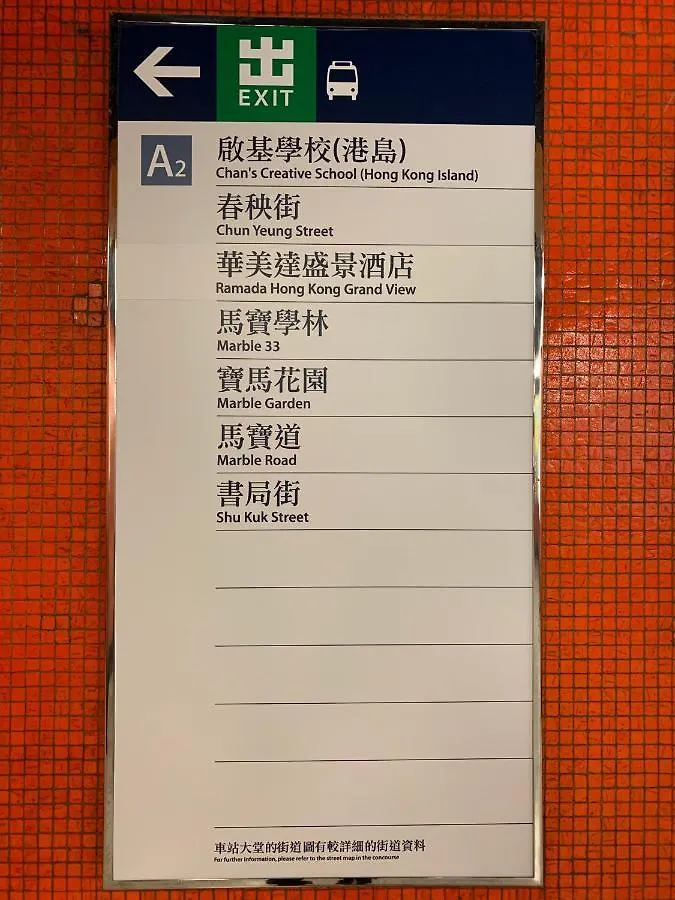 出
EXIT
A2
啟基學校(港島)
Chan's Creative School (Hong Kong Island)
春秧街
Chun Yeung Street
華美達盛景酒店
Ramada Hong Kong Grand View
馬寶學林
Marble 33
寶馬花園
Marble Garden
馬寶道
Marble Road
書局街
Shu Kuk Street
車站大堂的街道圖有較詳細的街道資料
For further information, please refer to the street map in the concourse